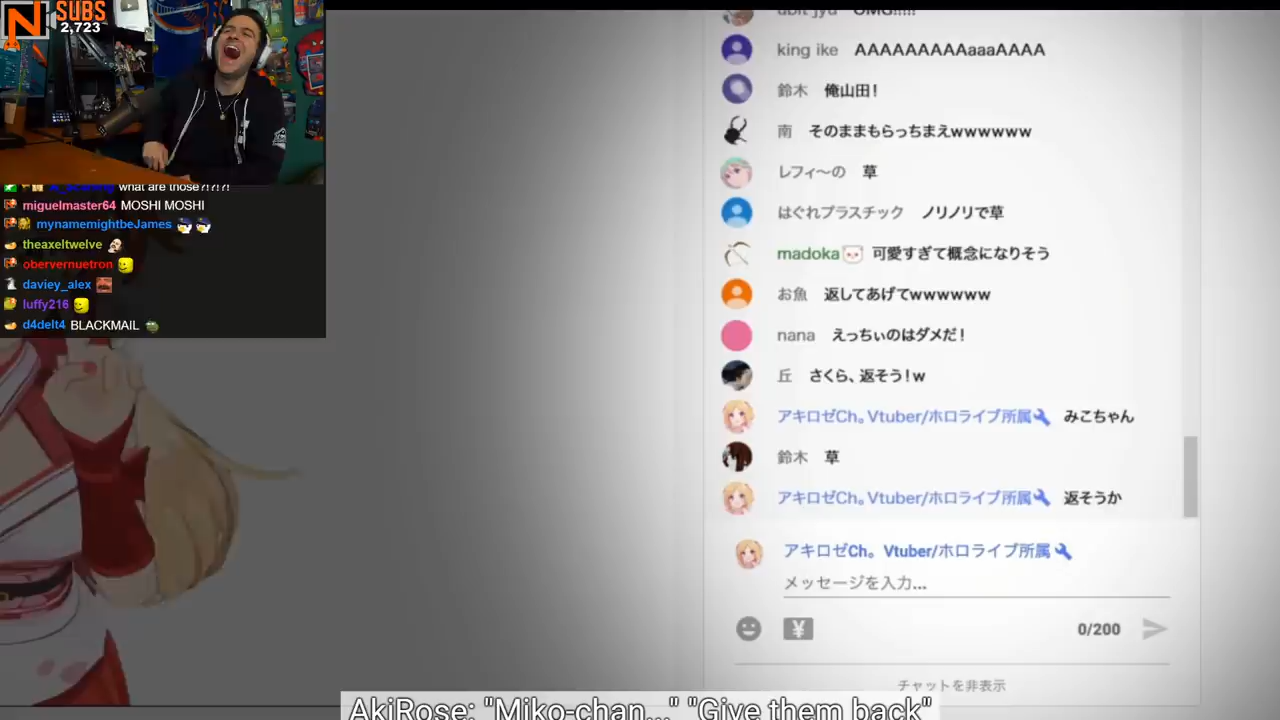 SUBS
2,723
what are those?!?!?!
miguelmaster64 MOSHI MOSHI
mynamemightbeJames
theaxeltwelve
obervernuetron
daviey_alex
luffy216
d4delt4 BLACKMAIL
OMG!!!!!
king ike AAAAAAAAAaaaAAAA
鈴木 俺山田！
南 そのままもらっちまえwwwwww
レフィ〜の 草
はぐれプラスチック ノリノリで草
madoka 可愛すぎて概念になりそう
お魚 返してあげてwwwwww
nana えっちぃのはダメだ！
丘 さくら、返そう！w
アキロゼCh。Vtuber/ホロライブ所属 みこちゃん
鈴木 草
アキロゼCh。Vtuber/ホロライブ所属 返そうか
アキロゼCh。Vtuber/ホロライブ所属
メッセージを入力...
¥ 0/200
チャットを非表示
AkiRose: "Miko-chan..." "Give them back"